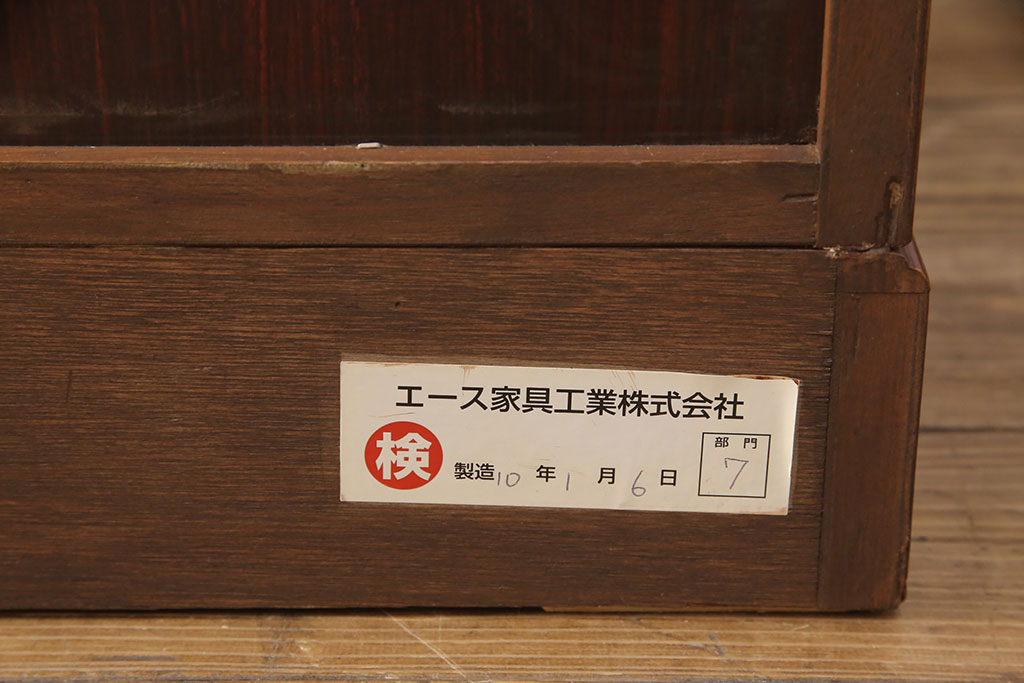 エース家具工業株式会社
部門
検 製造10年1月6日 7